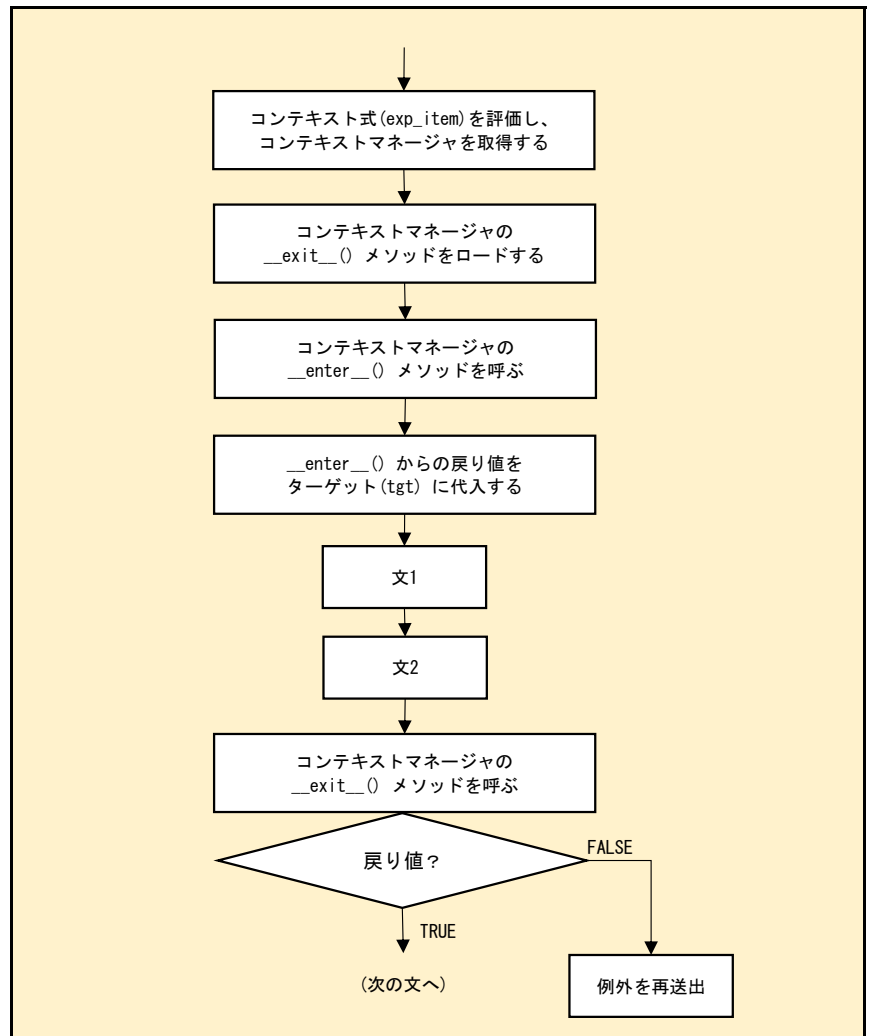 コンテキスト式(exp_item)を評価し、
コンテキストマネージャを取得する
コンテキストマネージャの
__exit__() メソッドをロードする
コンテキストマネージャの
__enter__() メソッドを呼ぶ
__enter__() からの戻り値を
ターゲット(tgt) に代入する
文1
文2
コンテキストマネージャの
__exit__() メソッドを呼ぶ
戻り値？
FALSE
TRUE
(次の文へ)
例外を再送出